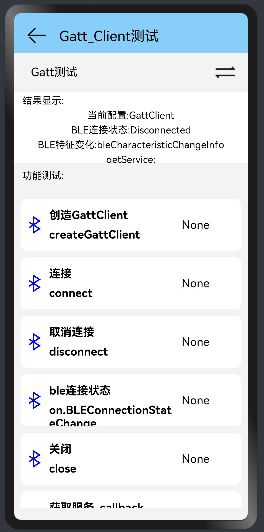 Gatt_Client测试
Gatt测试
结果显示:
当前配置:GattClient
BLE连接状态:Disconnected
BLE特征变化:bleCharacteristicChangeInfo
getService:
功能测试:
创造GattClient
createGattClient
None
连接
connect
None
取消连接
disconnect
None
ble连接状态
on.BLEConnectionStat
eChange
None
关闭
close
None
获取服务_callback